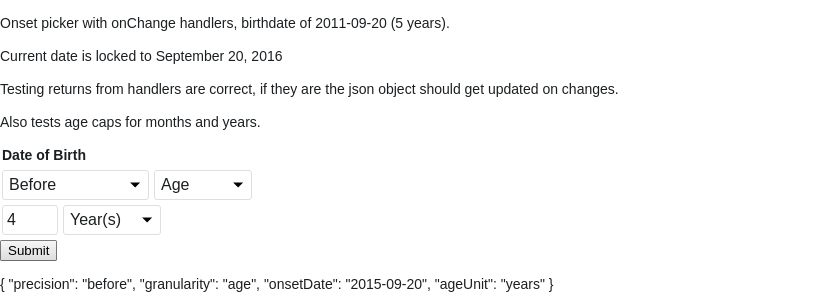 Onset picker with onChange handlers, birthdate of 2011-09-20 (5 years).
Current date is locked to September 20, 2016
Testing returns from handlers are correct, if they are the json object should get updated on changes.
Also tests age caps for months and years.
Date of Birth
Before Age
4 Year(s)
Submit
{ "precision": "before", "granularity": "age", "onsetDate": "2015-09-20", "ageUnit": "years" }